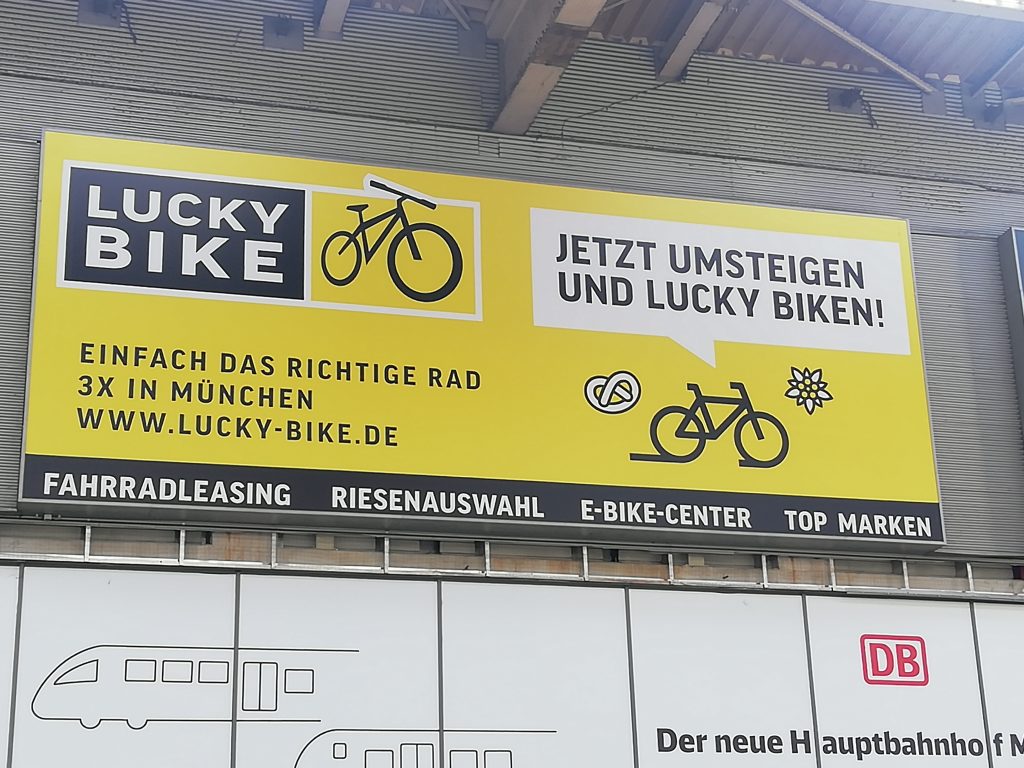 LUCKY
BIKE
JETZT UMSTEIGEN
UND LUCKY BIKEN!
EINFACH DAS RICHTIGE RAD
3X IN MÜNCHEN
WWW.LUCKY-BIKE.DE
FAHRRADLEASING RIESENAUSWAHL E-BIKE-CENTER TOP MARKEN
DB
Der neue Hauptbahnhof M